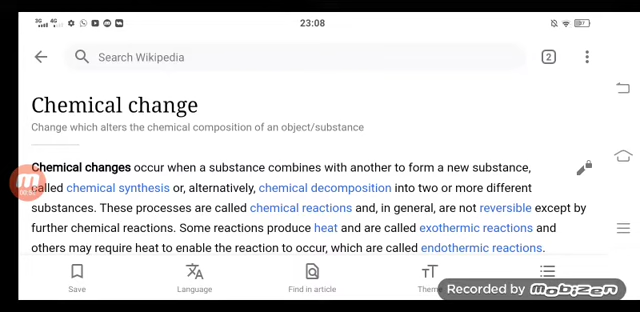 3G 4G 23:08
Search Wikipedia 2
Chemical change
Change which alters the chemical composition of an object/substance
Chemical changes occur when a substance combines with another to form a new substance,
called chemical synthesis or, alternatively, chemical decomposition into two or more different
substances. These processes are called chemical reactions and, in general, are not reversible except by
further chemical reactions. Some reactions produce heat and are called exothermic reactions and
others may require heat to enable the reaction to occur, which are called endothermic reactions.
Save Language Find in article Theme
Recorded by Mobizen